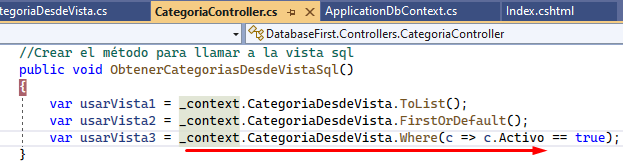 tegoriaDesdeVista.cs CategoriaController.cs ApplicationDbContext.cs Index.cshtml
DatabaseFirst.Controllers.CategoriaController
//Crear el método para llamar a la vista sql
public void ObtenerCategoriasDesdeVistaSql()
{
var usarVista1 = _context.CategoriaDesdeVista.ToList();
var usarVista2 = _context.CategoriaDesdeVista.FirstOrDefault();
var usarVista3 = _context.CategoriaDesdeVista.Where(c => c.Activo == true);
}